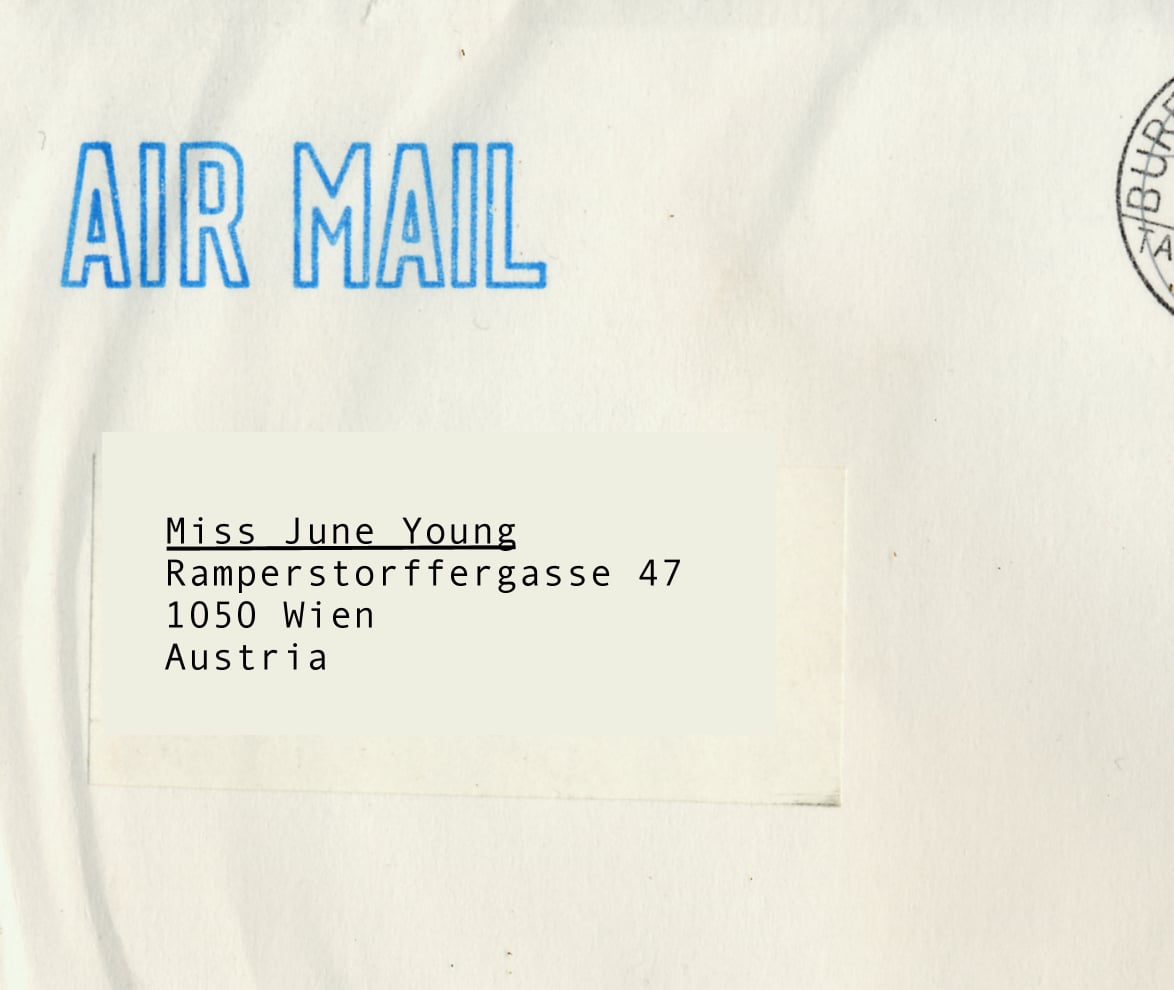 AIR MAIL
Miss June Young
Ramperstorffergasse 47
1050 Wien
Austria